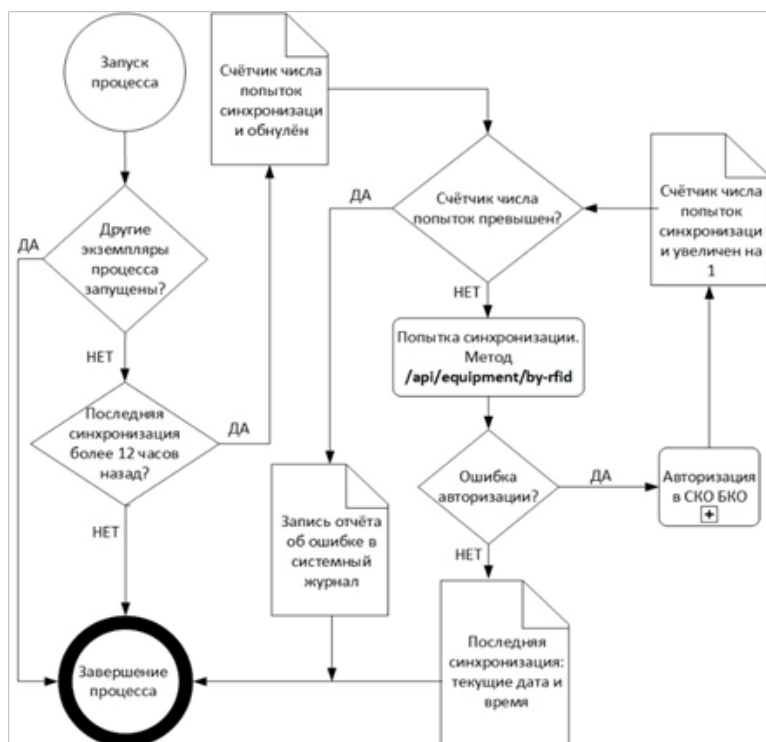 Запуск
процесса
ДА
Другие
экземпляры
процесса
запущены?
НЕТ
Последняя
синхронизация
более 12 часов
назад?
ДА
НЕТ
Завершение
процесса
Счётчик числа
попыток
синхронизаци
и обнулён
ДА
Счётчик числа
попыток превышен?
НЕТ
Попытка синхронизации.
Метод
/api/equipment/by-rfid
Ошибка
авторизации?
ДА
НЕТ
Авторизация
в СКО БКО
Счётчик числа
попыток
синхронизаци
и увеличен на
1
Запись отчёта
об ошибке в
системный
журнал
Последняя
синхронизация:
текущие дата и
время